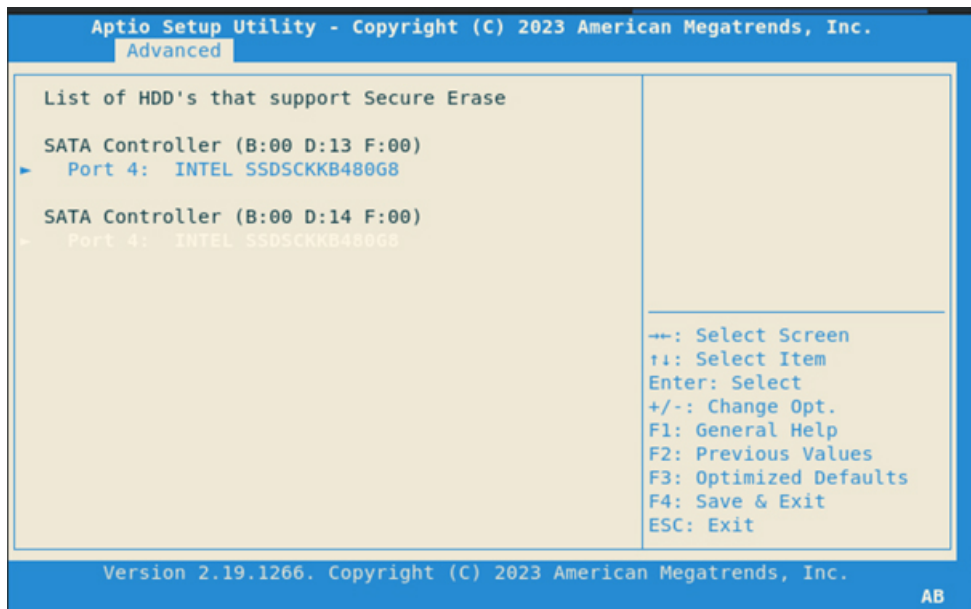 Aptio Setup Utility - Copyright (C) 2023 American Megatrends, Inc.
Advanced
List of HDD's that support Secure Erase
SATA Controller (B:00 D:13 F:00)
► Port 4: INTEL SSDSCKKB480G8
SATA Controller (B:00 D:14 F:00)
► Port 4: INTEL SSDSCKKB480G8
→←: Select Screen
↑↓: Select Item
Enter: Select
+/-: Change Opt.
F1: General Help
F2: Previous Values
F3: Optimized Defaults
F4: Save & Exit
ESC: Exit
Version 2.19.1266. Copyright (C) 2023 American Megatrends, Inc.
AB